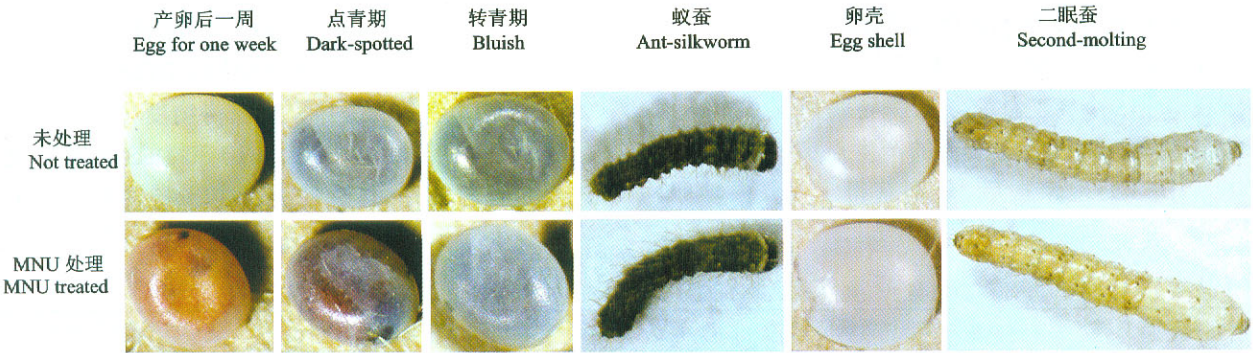 产卵后一周
Egg for one week
点青期
Dark-spotted
转青期
Bluish
蚁蚕
Ant-silkworm
卵壳
Egg shell
二眠蚕
Second-molting
未处理
Not treated
MNU 处理
MNU treated